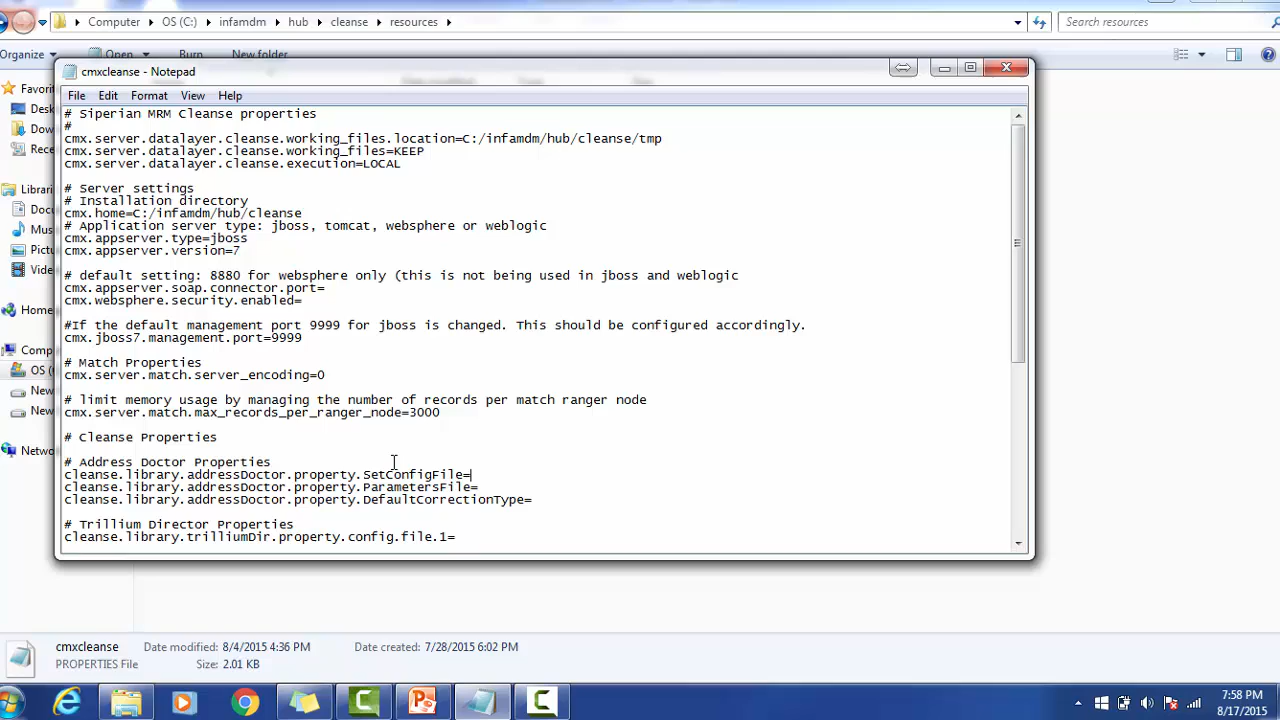 Computer ▸ OS (C:) ▸ infamdm ▸ hub ▸ cleanse ▸ resources ▸
Search resources
Organize
Open
Burn
New folder
cmxcleanse - Notepad
File Edit Format View Help
# Siperian MRM Cleanse properties
#
cmx.server.datalayer.cleanse.working_files.location=C:/infamdm/hub/cleanse/tmp
cmx.server.datalayer.cleanse.working_files=KEEP
cmx.server.datalayer.cleanse.execution=LOCAL
# Server settings
# Installation directory
cmx.home=C:/infamdm/hub/cleanse
# Application server type: jboss, tomcat, websphere or weblogic
cmx.appserver.type=jboss
cmx.appserver.version=7
# default setting: 8880 for websphere only (this is not being used in jboss and weblogic
cmx.appserver.soap.connector.port=
cmx.websphere.security.enabled=
#If the default management port 9999 for jboss is changed. This should be configured accordingly.
cmx.jboss7.management.port=9999
# Match Properties
cmx.server.match.server_encoding=0
# limit memory usage by managing the number of records per match ranger node
cmx.server.match.max_records_per_ranger_node=3000
# Cleanse Properties
# Address Doctor Properties
cleanse.library.addressDoctor.property.SetConfigFile=
cleanse.library.addressDoctor.property.ParametersFile=
cleanse.library.addressDoctor.property.DefaultCorrectionType=
# Trillium Director Properties
cleanse.library.trilliumDir.property.config.file.1=
Favori
Desk
Dow
Rece
Librari
Docu
Mus
Pictu
Vide
Home
Comp
OS (
New
New
Netwo
cmxcleanse Date modified: 8/4/2015 4:36 PM Date created: 7/28/2015 6:02 PM
PROPERTIES File Size: 2.01 KB
7:58 PM
8/17/2015